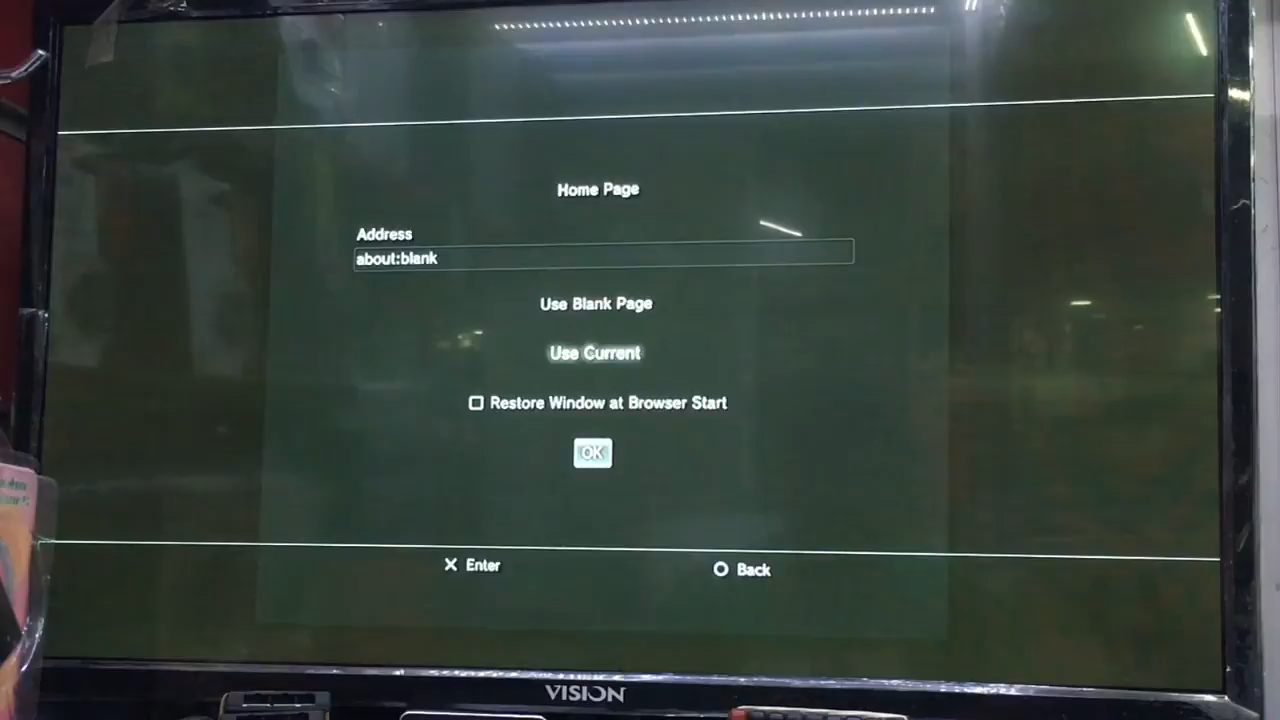 Home Page
Address
about:blank
Use Blank Page
Use Current
Restore Window at Browser Start
OK
Enter
Back
VISION